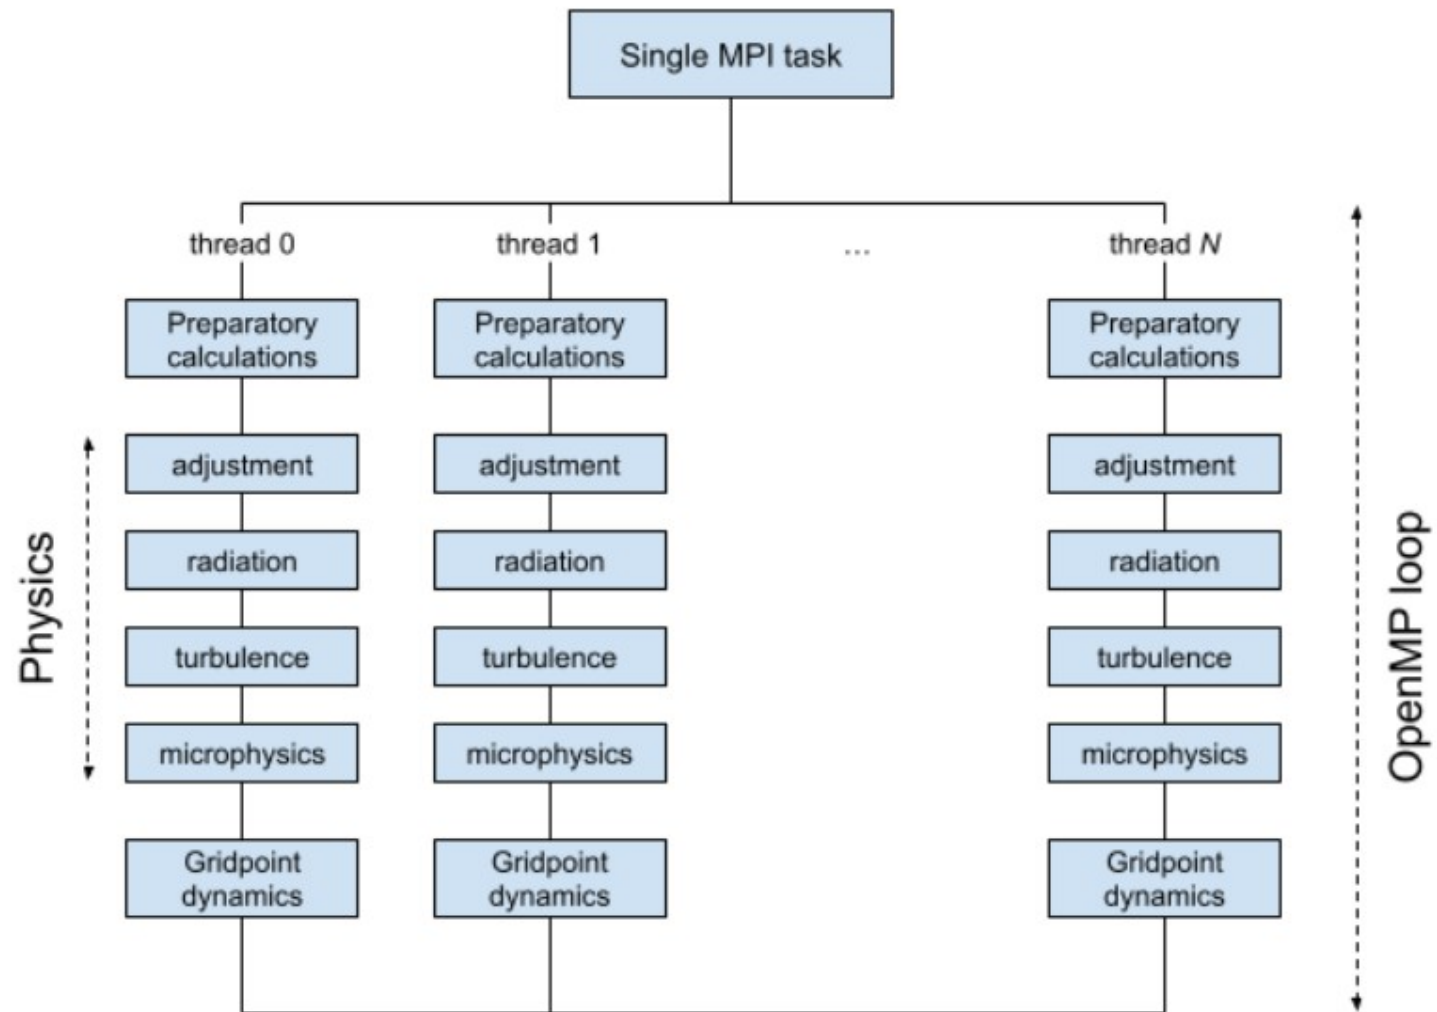 Single MPI task
thread 0
thread 1
...
thread N
Preparatory
calculations
Preparatory
calculations
Preparatory
calculations
adjustment
adjustment
adjustment
radiation
radiation
radiation
turbulence
turbulence
turbulence
microphysics
microphysics
microphysics
Gridpoint
dynamics
Gridpoint
dynamics
Gridpoint
dynamics
Physics
OpenMP loop